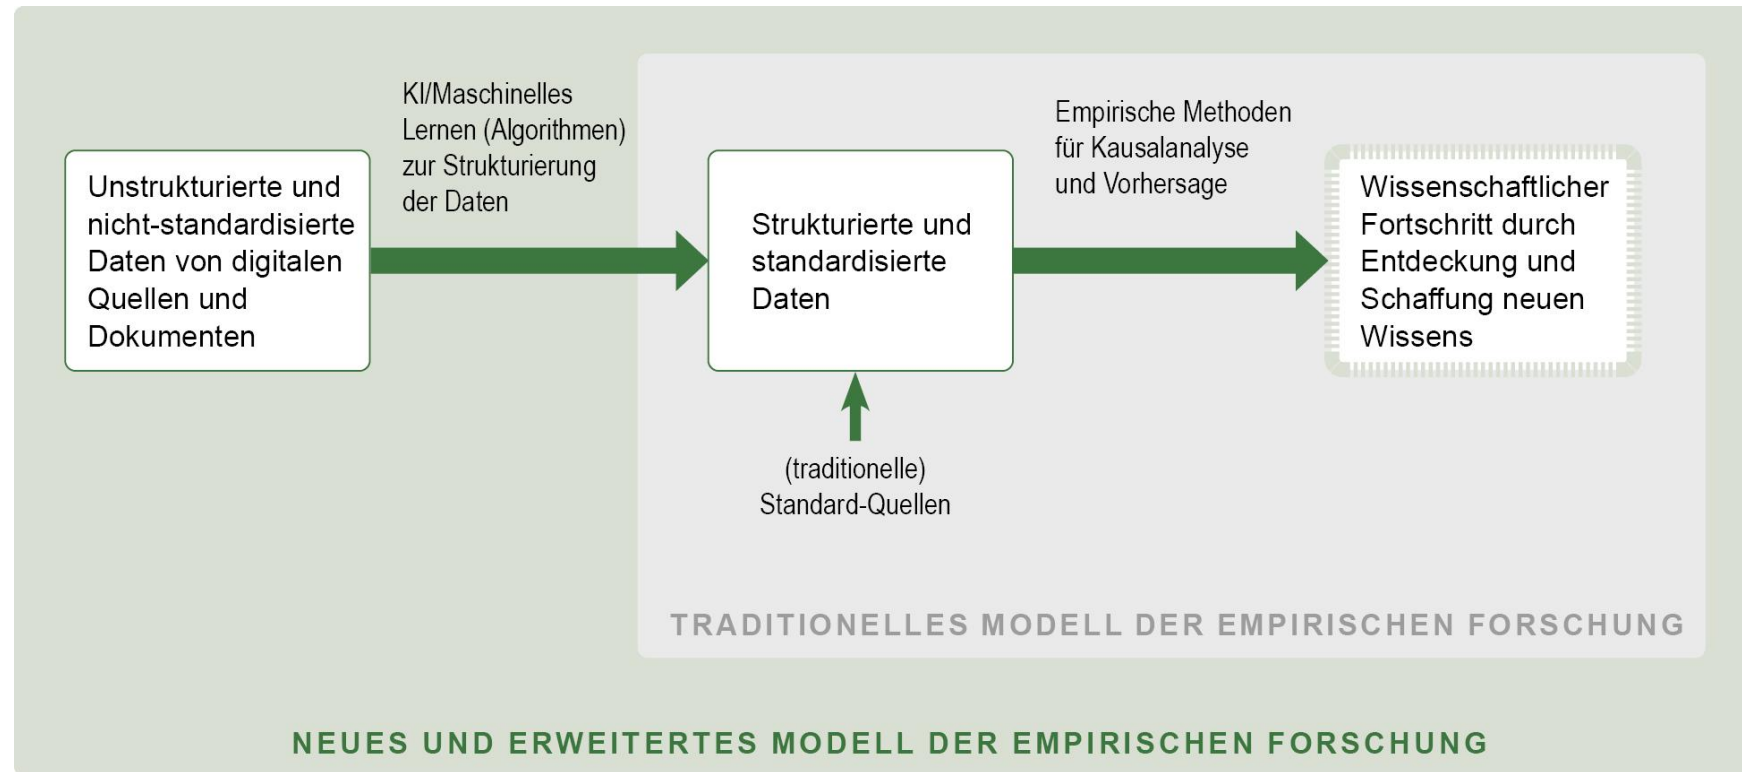 KI/Maschinelles
Lernen (Algorithmen)
zur Strukturierung
der Daten
Empirische Methoden
für Kausalanalyse
und Vorhersage
Unstrukturierte und
nicht-standardisierte
Daten von digitalen
Quellen und
Dokumenten
Strukturierte und
standardisierte
Daten
Wissenschaftlicher
Fortschritt durch
Entdeckung und
Schaffung neuen
Wissens
(traditionelle)
Standard-Quellen
TRADITIONELLES MODELL DER EMPIRISCHEN FORSCHUNG
NEUES UND ERWEITERTES MODELL DER EMPIRISCHEN FORSCHUNG